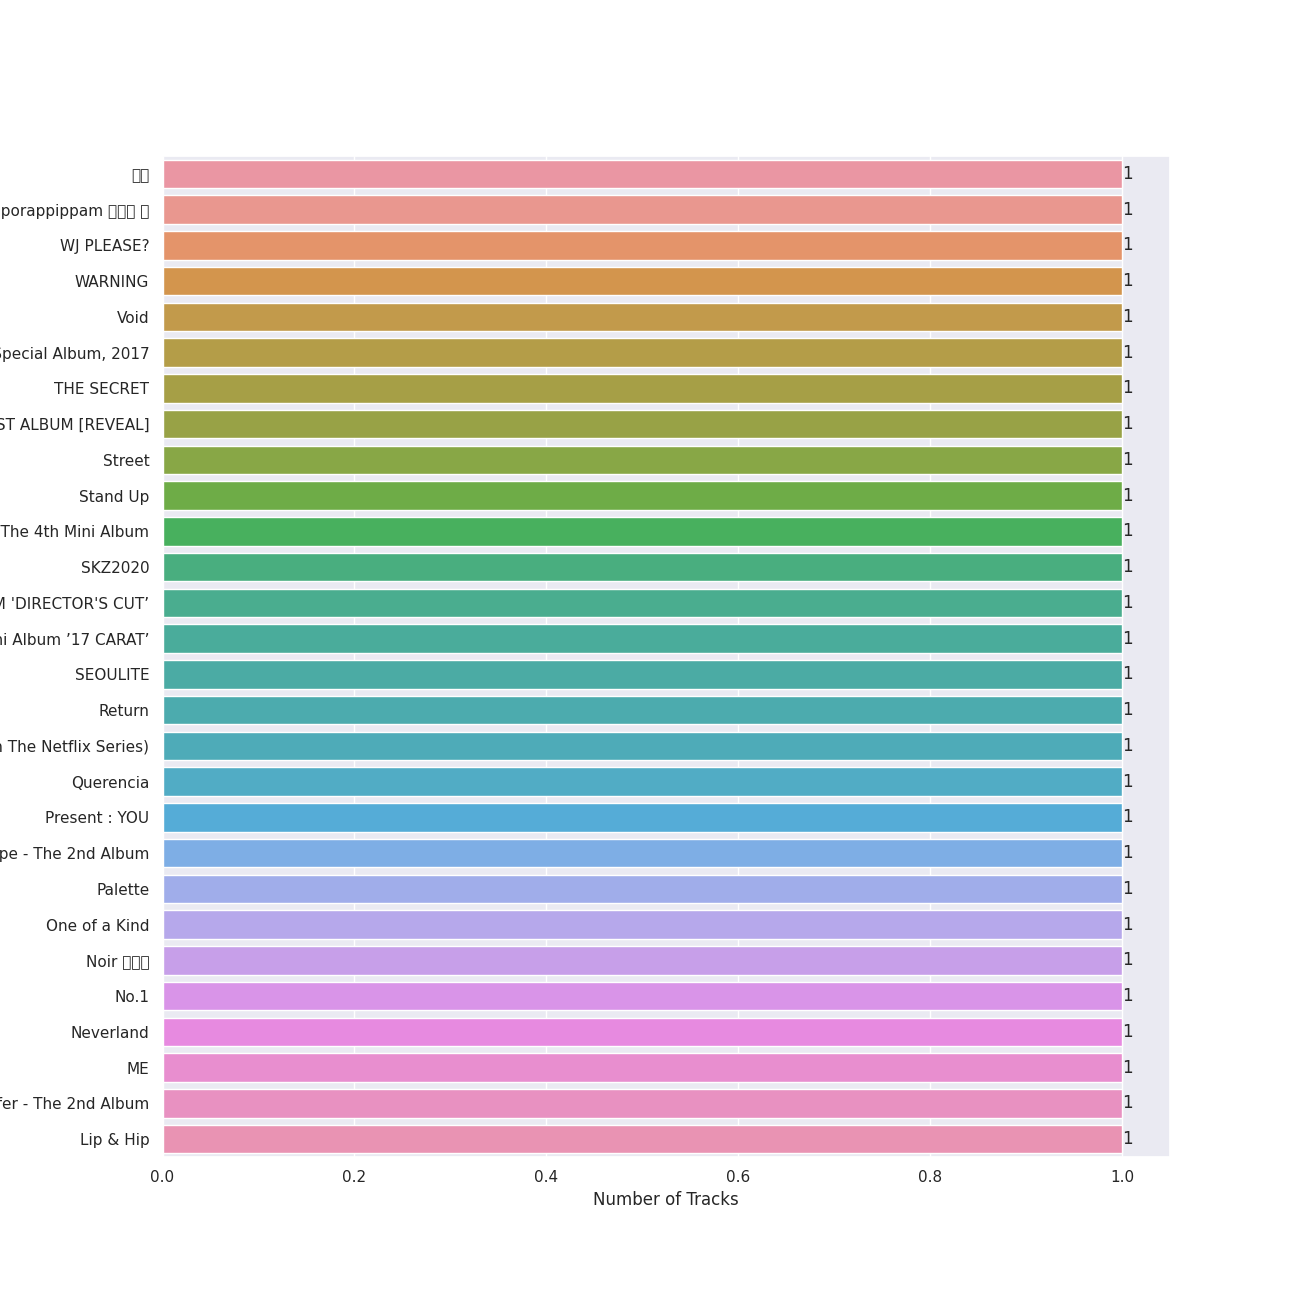 1
porappippam
1
WJ PLEASE?
1
WARNING
1
Void
1
Special Album, 2017
1
THE SECRET
1
ALBUM [REVEAL]
1
Street
1
Stand Up
1
The 4th Mini Album
1
SKZ2020
1
'DIRECTOR'S CUT’
1
Album ’17 CARAT’
1
SEOULITE
1
Return
1
The Netflix Series)
1
Querencia
1
Present : YOU
1
- The 2nd Album
1
Palette
1
One of a Kind
1
Noir
1
No.1
1
Neverland
1
ME
1
- The 2nd Album
1
Lip & Hip
1
0.0 0.2 0.4 0.6 0.8 1.0
Number of Tracks